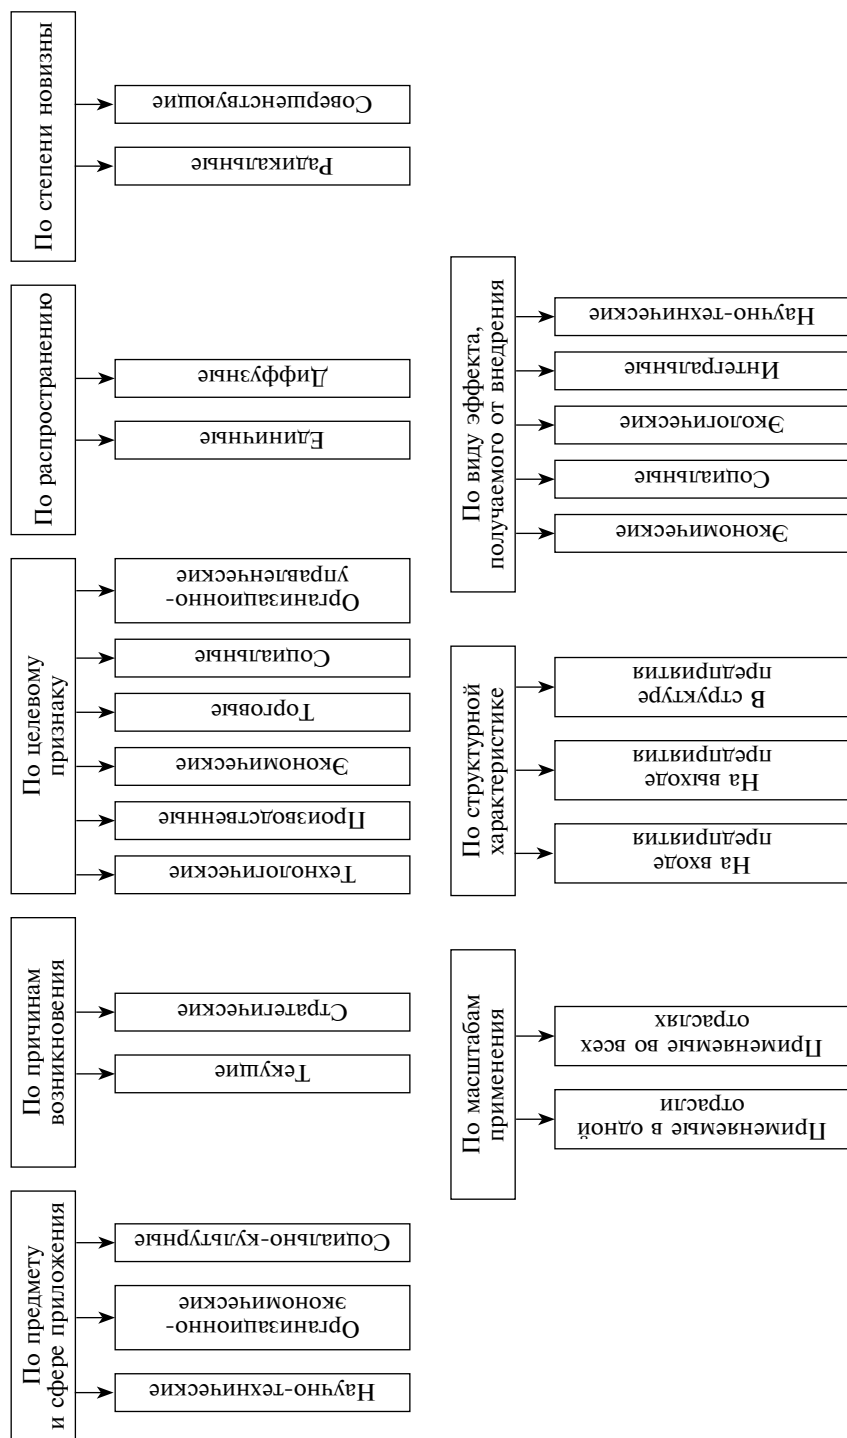 По предмету
и сфере приложения
Научно-технические
Организационно-
экономические
Социально-культурные
По причинам
возникновения
Текущие
Стратегические
По целевому
признаку
Технологические
Производственные
Экономические
Торговые
Социальные
Организационно-
управленческие
По распространению
Единичные
Диффузные
По степени новизны
Радикальные
Совершенствующие
По масштабам
применения
Применяемые в одной
отрасли
Применяемые во всех
отраслях
По структурной
характеристике
На входе
предприятия
На выходе
предприятия
В структуре
предприятия
По виду эффекта,
получаемого от внедрения
Экономические
Социальные
Экологические
Интегральные
Научно-технические